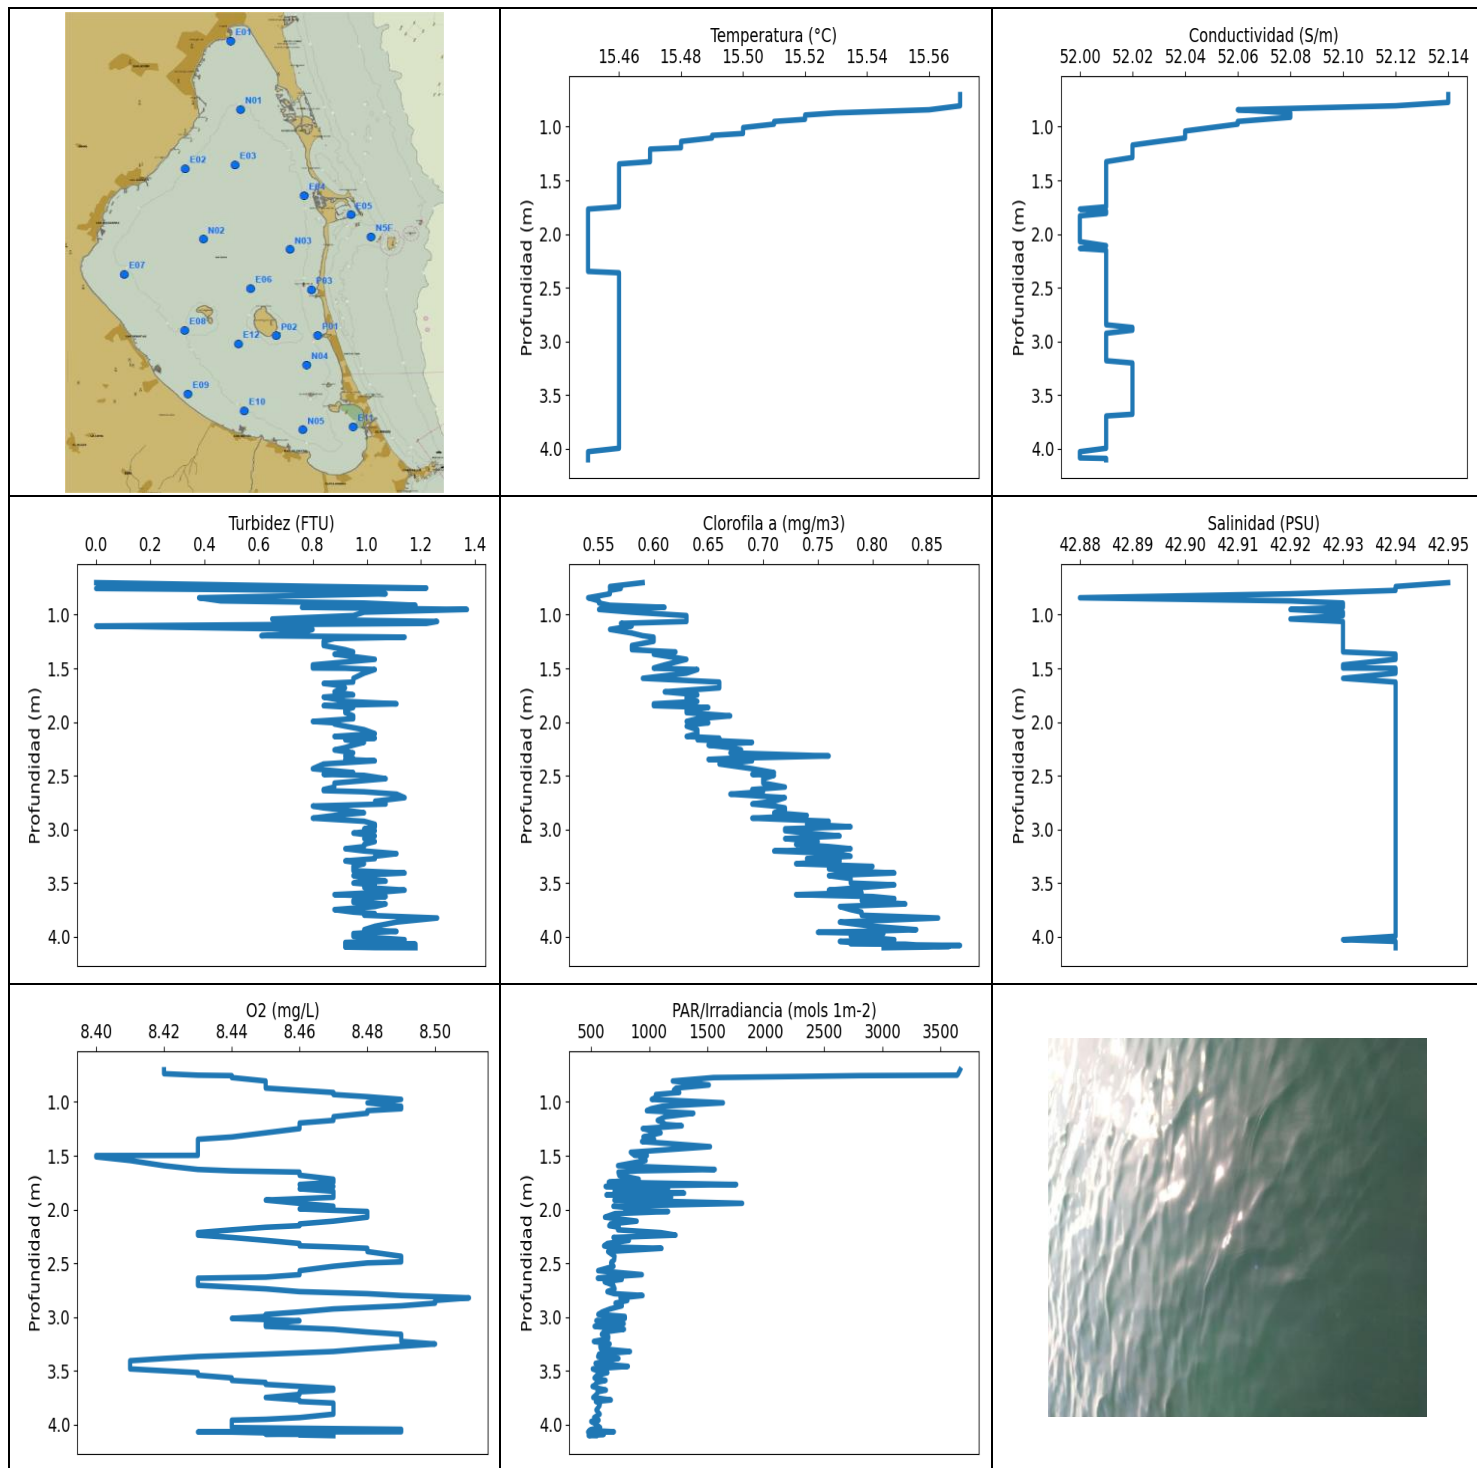 E01
N01
E02
E03
E04
E05
N5F
N02
N03
E07
E06
P03
E08
P02
P01
E12
N04
E09
E10
N05
E11
Temperatura (°C)
15.46 15.48 15.50 15.52 15.54 15.56
Profundidad (m)
1.0
1.5
2.0
2.5
3.0
3.5
4.0
Conductividad (S/m)
52.00 52.02 52.04 52.06 52.08 52.10 52.12 52.14
Profundidad (m)
1.0
1.5
2.0
2.5
3.0
3.5
4.0
Turbidez (FTU)
0.0 0.2 0.4 0.6 0.8 1.0 1.2 1.4
Profundidad (m)
1.0
1.5
2.0
2.5
3.0
3.5
4.0
Clorofila a (mg/m3)
0.55 0.60 0.65 0.70 0.75 0.80 0.85
Profundidad (m)
1.0
1.5
2.0
2.5
3.0
3.5
4.0
Salinidad (PSU)
42.88 42.89 42.90 42.91 42.92 42.93 42.94 42.95
Profundidad (m)
1.0
1.5
2.0
2.5
3.0
3.5
4.0
O2 (mg/L)
8.40 8.42 8.44 8.46 8.48 8.50
Profundidad (m)
1.0
1.5
2.0
2.5
3.0
3.5
4.0
PAR/Irradiancia (mols 1m-2)
500 1000 1500 2000 2500 3000 3500
Profundidad (m)
1.0
1.5
2.0
2.5
3.0
3.5
4.0